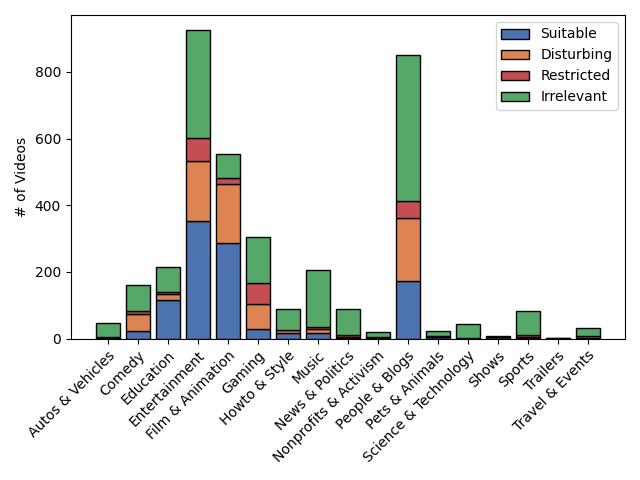 Suitable
Disturbing
Restricted
Irrelevant
# of Videos
800
600
400
200
0
Autos & Vehicles
Comedy
Education
Entertainment
Film & Animation
Gaming
Howto & Style
Music
News & Politics
Nonprofits & Activism
People & Blogs
Pets & Animals
Science & Technology
Shows
Sports
Trailers
Travel & Events